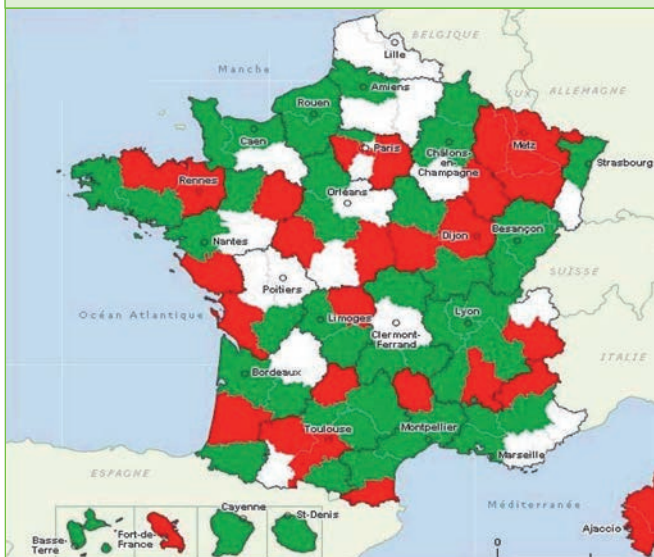 BELGIQUE
Lille
Manche
Amiens
LUX
ALLEMAGNE
Rouen
Caen
Paris
Metz
Châlons-
en-
Champagne
Strasbourg
Rennes
Orléans
Dijon
Besançon
Nantes
SUISSE
Poitiers
Océan Atlantique
Limoges
Lyon
Clermont-
Ferrand
ITALIE
Bordeaux
Toulouse
Montpellier
Marseille
ESPAGNE
Méditerranée
Cayenne
St-Denis
Basse-
Terre
Fort-de-
France
0
Ajaccio